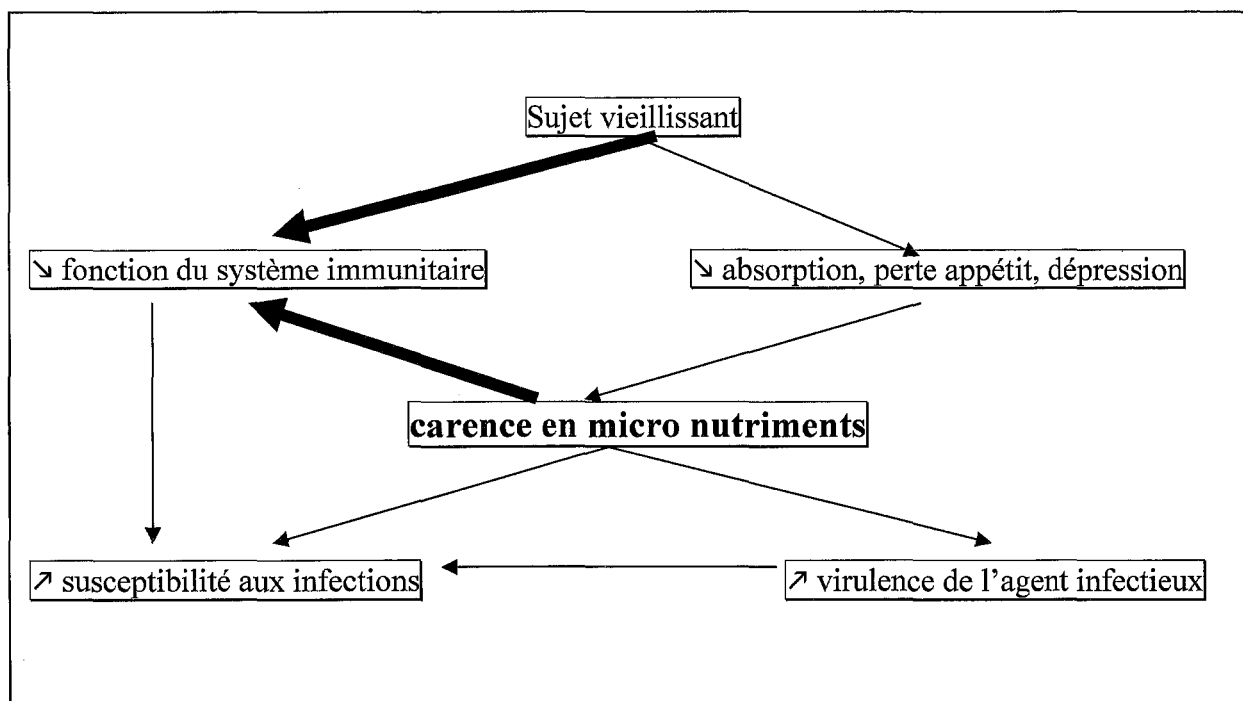 Sujet vieillissant
↘ fonction du système immunitaire
↘ absorption, perte appétit, dépression
carence en micro nutriments
↗ susceptibilité aux infections
↗ virulence de l'agent infectieux